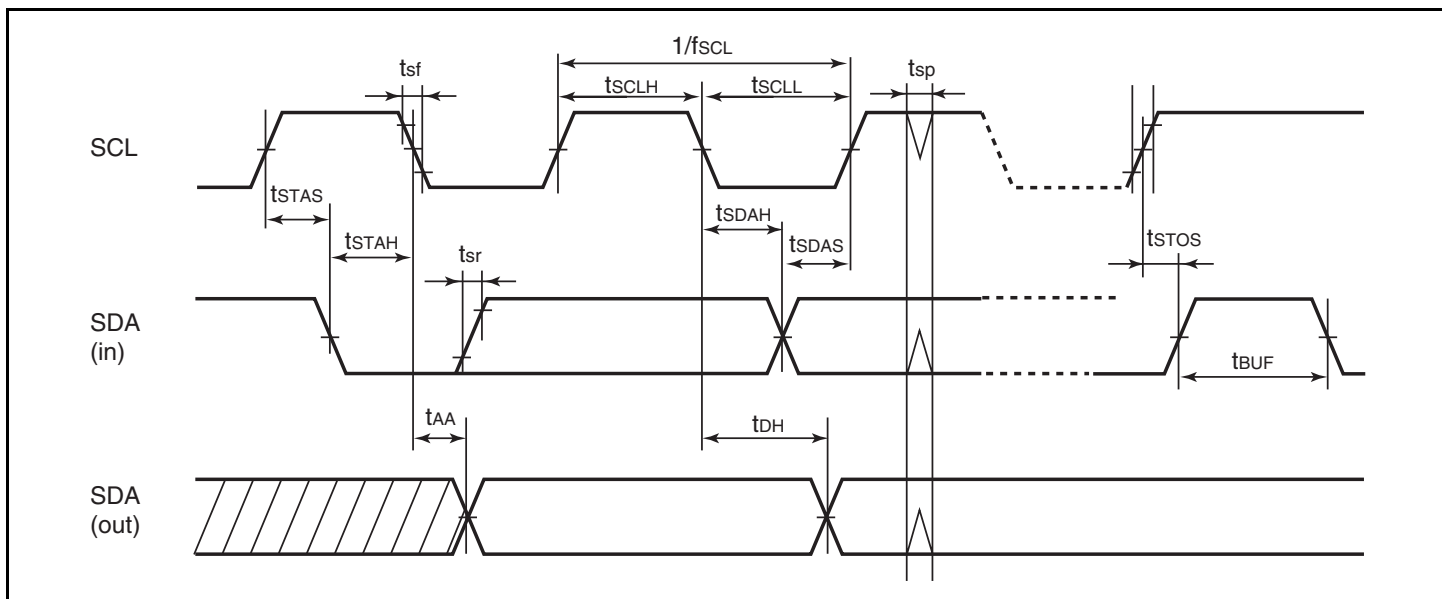 1/fSCL
tsf
tSCLH
tSCLL
tsp
SCL
tSTAS
tSTAH
tsr
tSDAH
tSDAS
tSTOS
SDA
(in)
tBUF
tAA
tDH
SDA
(out)